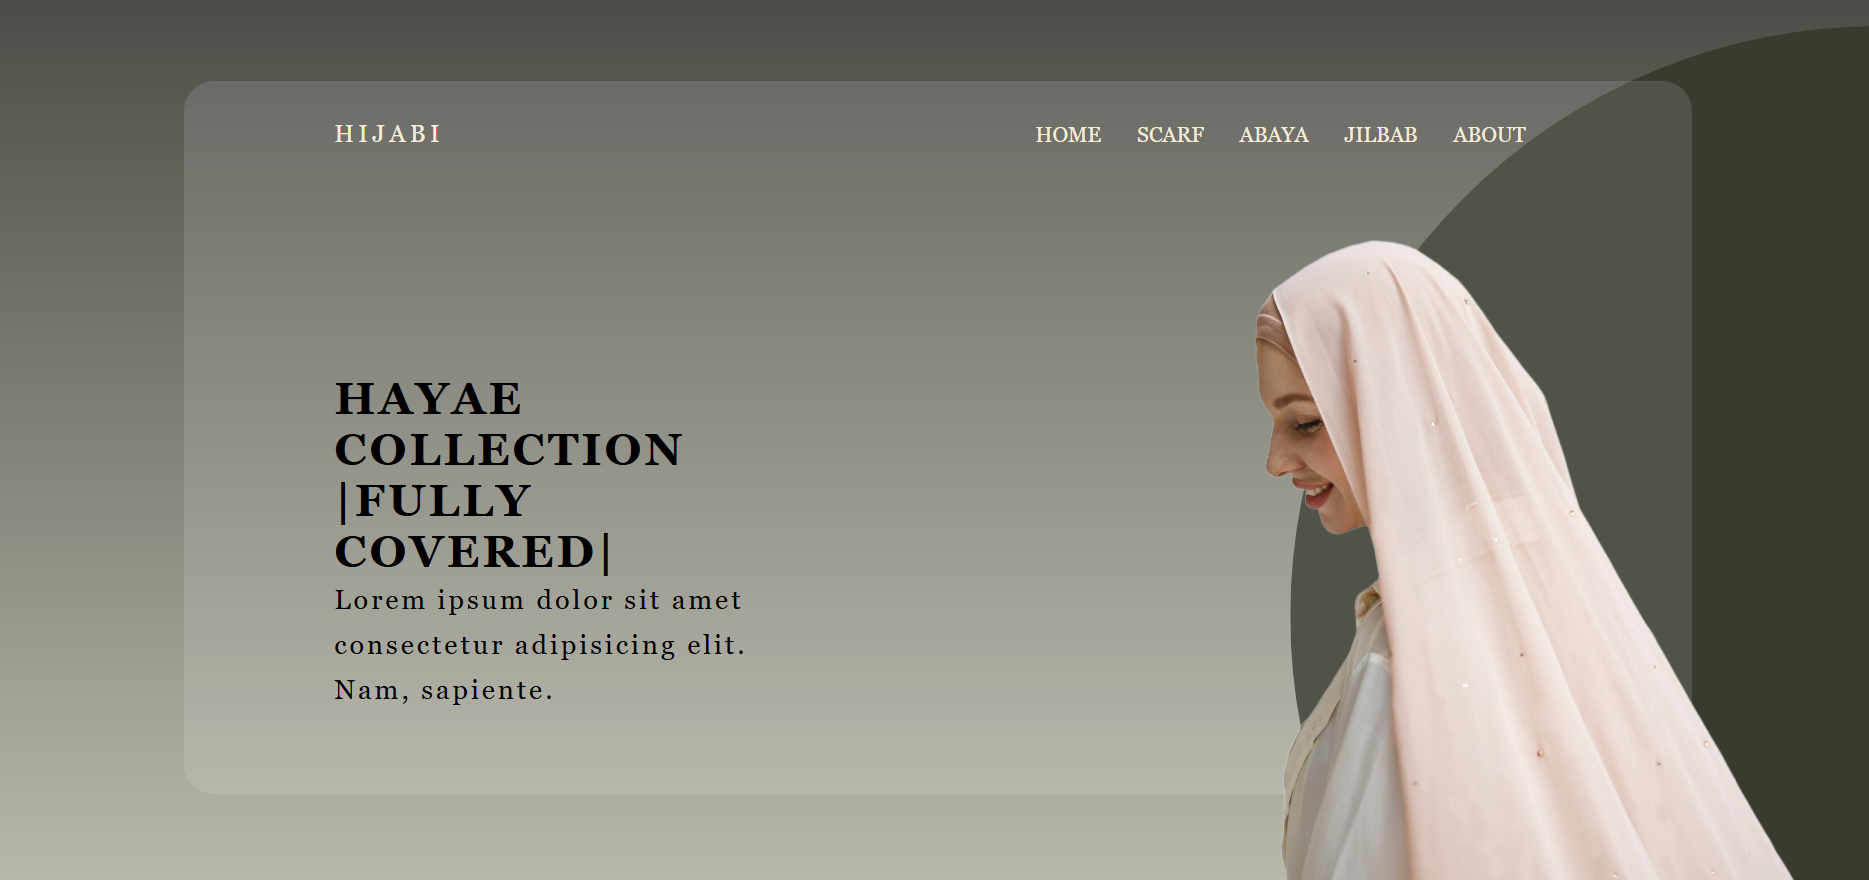 HIJABI
HOME SCARF ABAYA JILBAB ABOUT
HAYAE
COLLECTION
|FULLY
COVERED|
Lorem ipsum dolor sit amet
consectetur adipisicing elit.
Nam, sapiente.